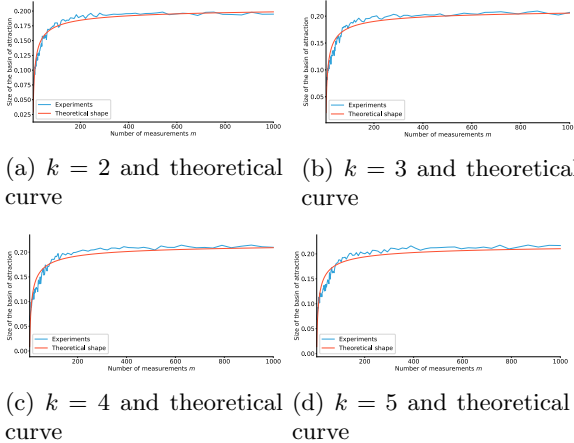 Size of the basin of attraction
0.200
0.175
0.150
0.125
0.100
0.075
0.050
0.025
Experiments
Theoretical shape
0 200 400 600 800 1000
Number of measurements m
(a) k = 2 and theoretical
curve
Size of the basin of attraction
0.20
0.15
0.10
0.05
Experiments
Theoretical shape
0 200 400 600 800 1000
Number of measurements m
(b) k = 3 and theoretical
curve
Size of the basin of attraction
0.20
0.15
0.10
0.05
0.00
Experiments
Theoretical shape
0 200 400 600 800 1000
Number of measurements m
(c) k = 4 and theoretical
curve
Size of the basin of attraction
0.20
0.15
0.10
0.05
0.00
Experiments
Theoretical shape
0 200 400 600 800 1000
Number of measurements m
(d) k = 5 and theoretical
curve